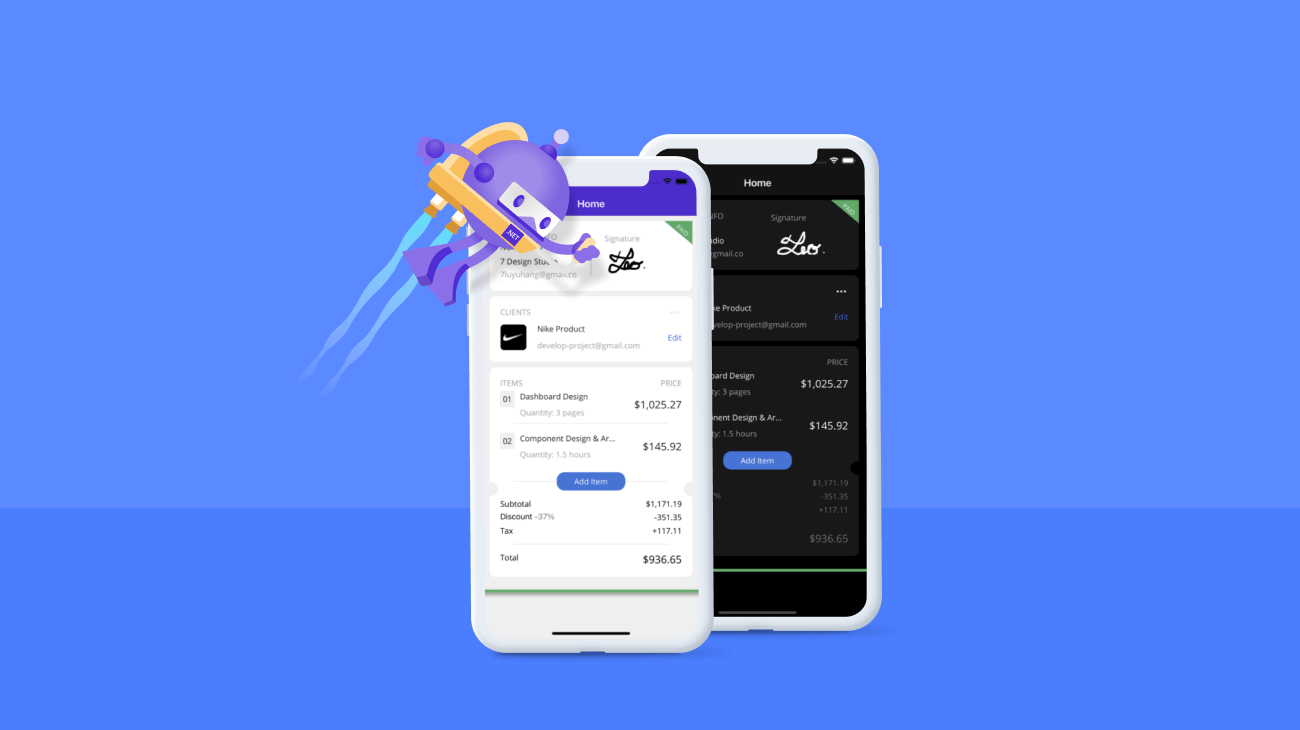 Home
PAID
Signature
Leo.
7 Design Studio
7luyuhang@gmail.co
CLIENTS
Nike Product
develop-project@gmail.com
Edit
ITEMS
PRICE
01
Dashboard Design
Quantity: 3 pages
$1,025.27
02
Component Design & Ar...
Quantity: 1.5 hours
$145.92
Add Item
Subtotal
$1,171.19
Discount -37%
-351.35
Tax
+117.11
Total
$936.65
.NET
Home
PAID
NFO
Signature
Leo.
dio
@gmail.co
...
ke Product
velop-project@gmail.com
Edit
PRICE
oard Design
ty: 3 pages
$1,025.27
nent Design & Ar...
ty: 1.5 hours
$145.92
Add Item
$1,171.19
%
-351.35
+117.11
$936.65